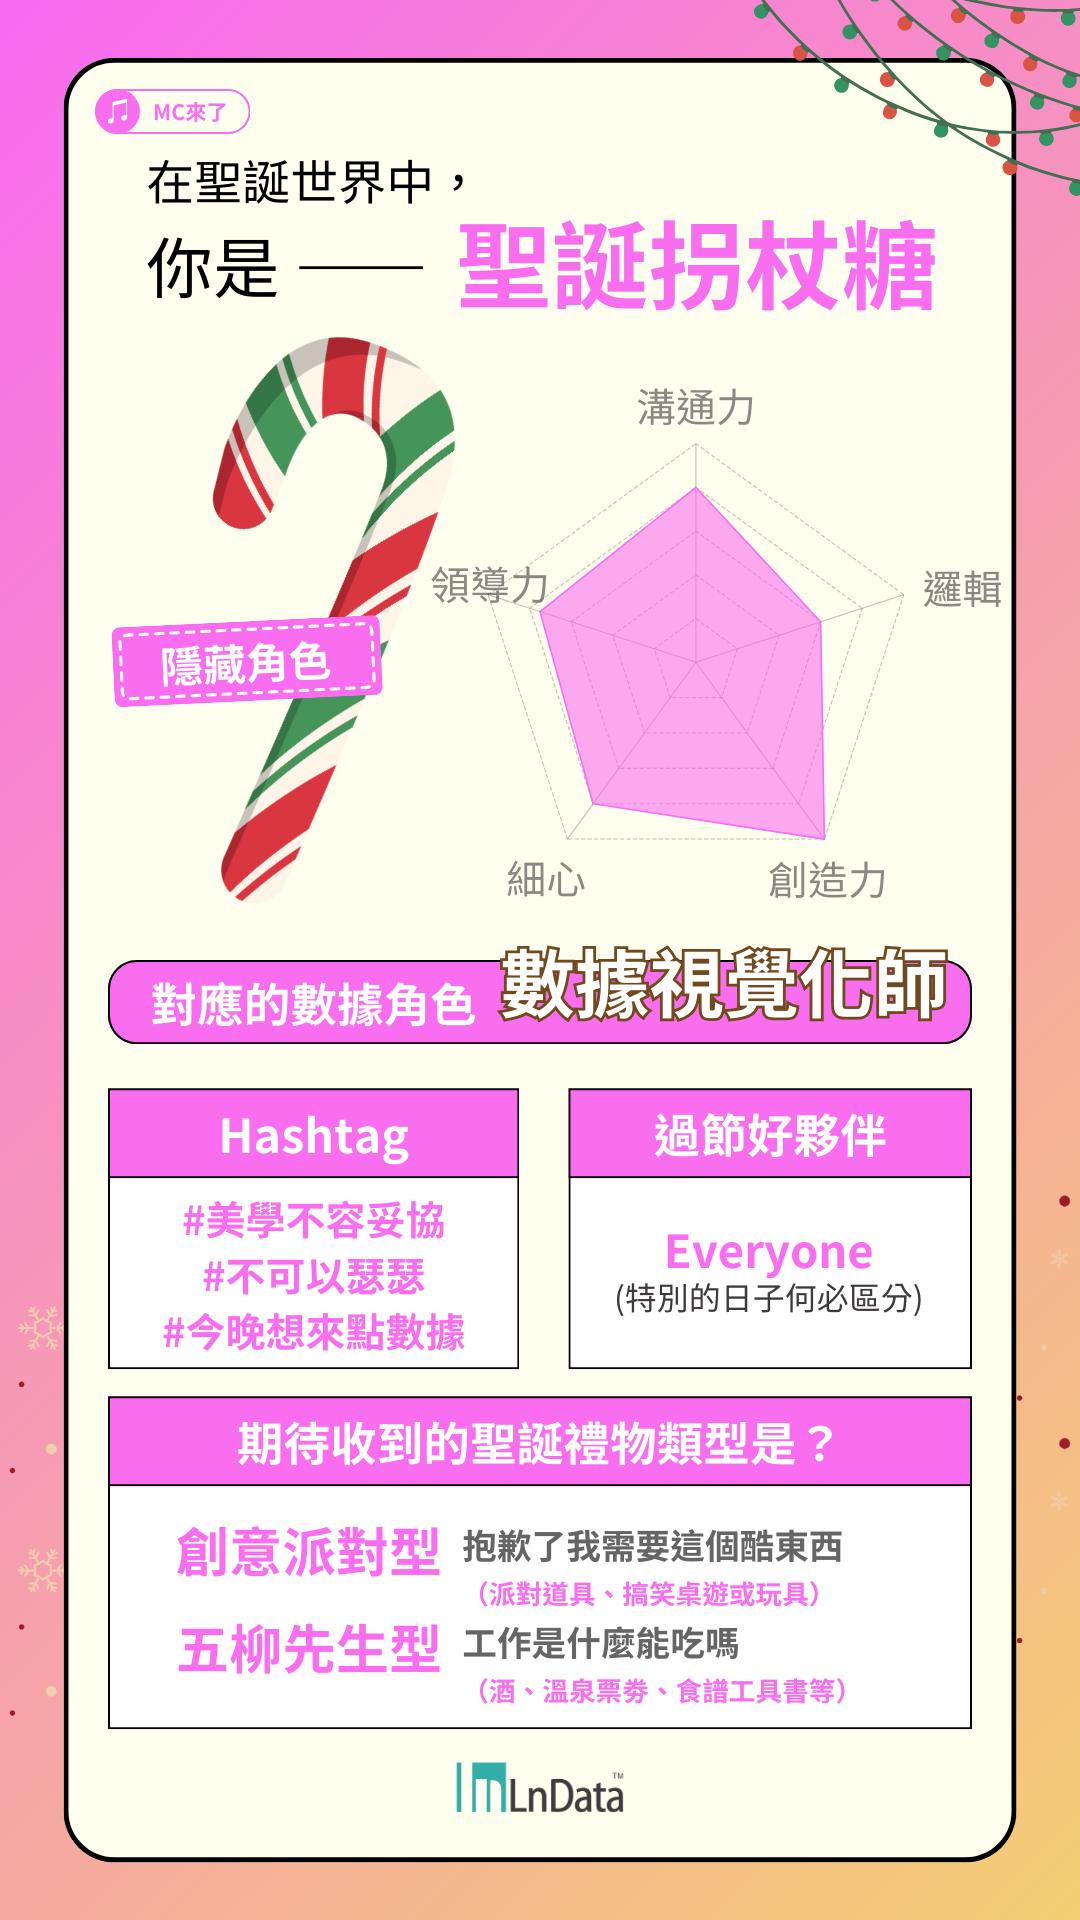 MC來了
在聖誕世界中，
你是 —— 聖誕拐杖糖
溝通力
領導力
邏輯
隱藏角色
細心
創造力
對應的數據角色 數據視覺化師
Hashtag
#美學不容妥協
#不可以瑟瑟
#今晚想來點數據
過節好夥伴
Everyone
(特別的日子何必區分)
期待收到的聖誕禮物類型是？
創意派對型 抱歉了我需要這個酷東西
（派對道具、搞笑桌遊或玩具）
五柳先生型 工作是什麼能吃嗎
（酒、溫泉票券、食譜工具書等）
LnData™